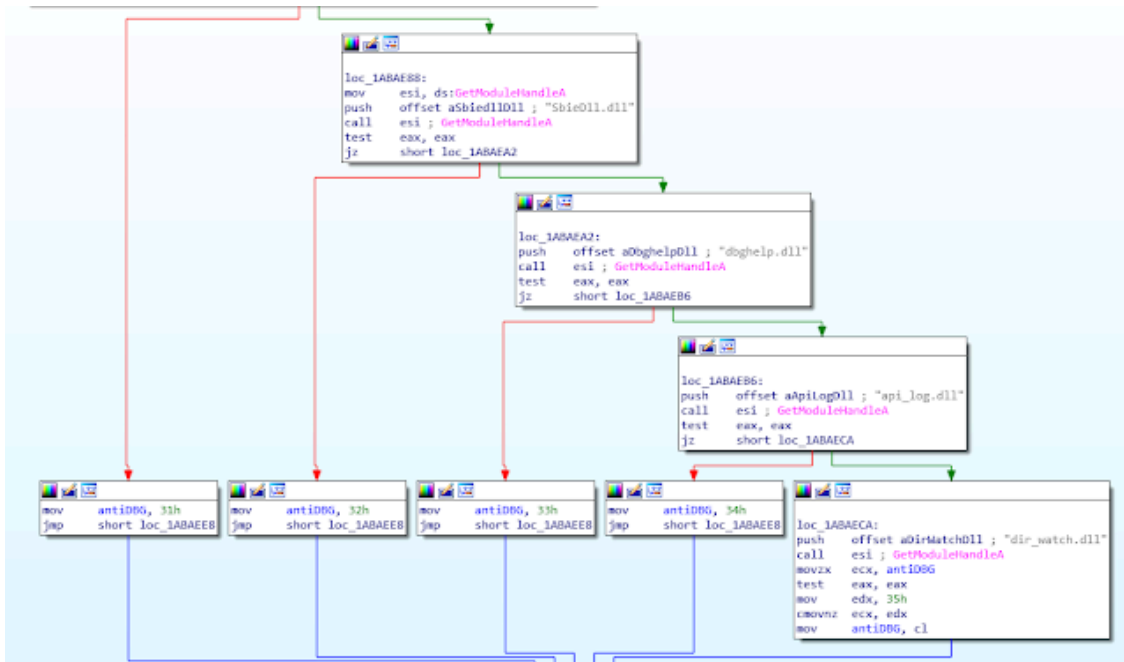 loc_1ABAE88:
mov esi, ds:GetModuleHandleA
push offset aSbiedllDll ; "SbieDll.dll"
call esi ; GetModuleHandleA
test eax, eax
jz short loc_1ABAEA2
loc_1ABAEA2:
push offset aDbghelpDll ; "dbghelp.dll"
call esi ; GetModuleHandleA
test eax, eax
jz short loc_1ABAEB6
loc_1ABAEB6:
push offset aApiLogDll ; "api_log.dll"
call esi ; GetModuleHandleA
test eax, eax
jz short loc_1ABAECA
mov antiDBG, 31h
jmp short loc_1ABAEE8
mov antiDBG, 32h
jmp short loc_1ABAEE8
mov antiDBG, 33h
jmp short loc_1ABAEE8
mov antiDBG, 34h
jmp short loc_1ABAEE8
loc_1ABAECA:
push offset aDirWatchDll ; "dir_watch.dll"
call esi ; GetModuleHandleA
movzx ecx, antiDBG
test eax, eax
mov edx, 35h
cmovnz ecx, edx
mov antiDBG, cl